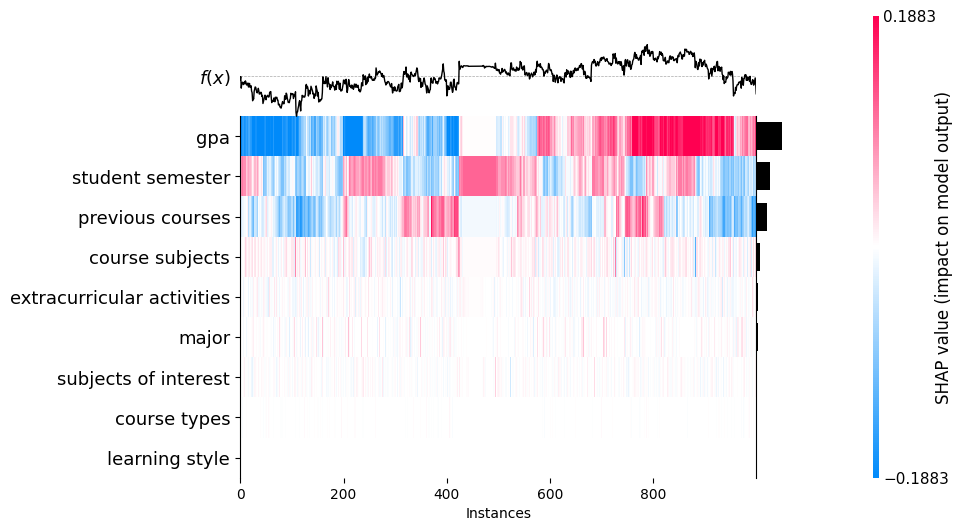 0.1883
f(x)
gpa
student semester
previous courses
course subjects
extracurricular activities
major
subjects of interest
course types
learning style
0 200 400 600 800
Instances
SHAP value (impact on model output)
−0.1883